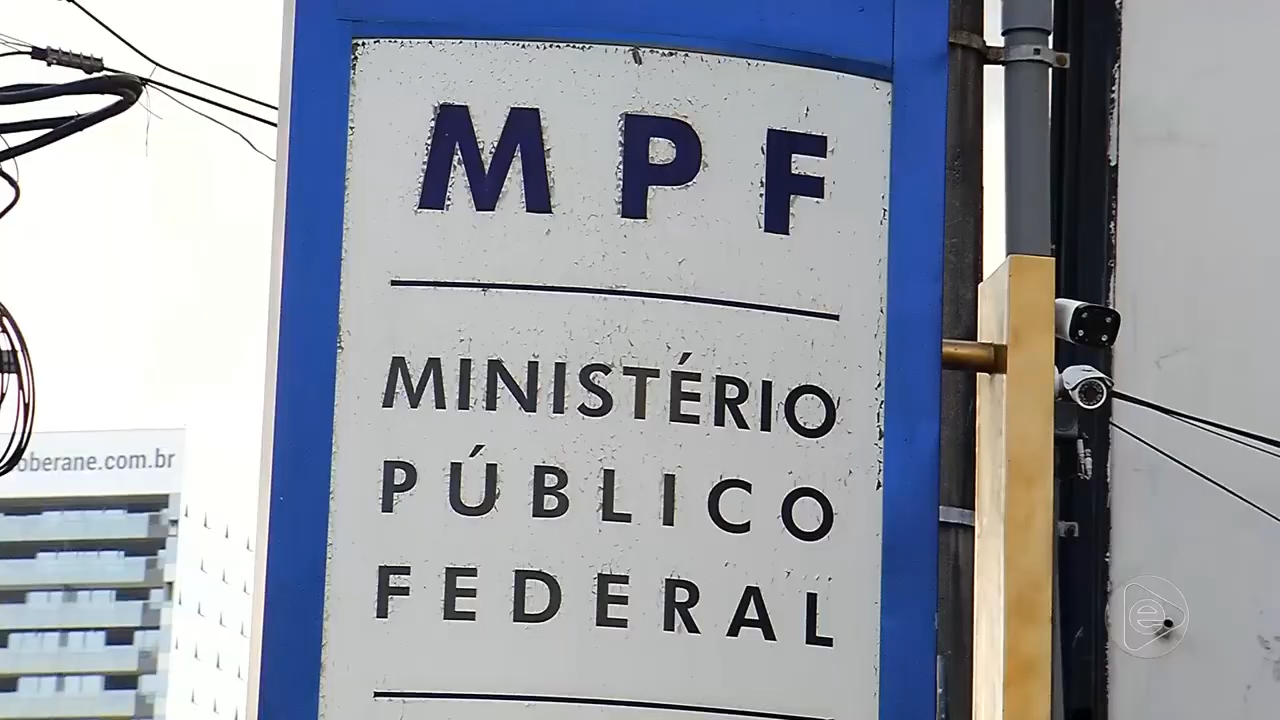 MPF
MINISTÉRIO
PÚBLICO
FEDERAL
oberane.com.br
e